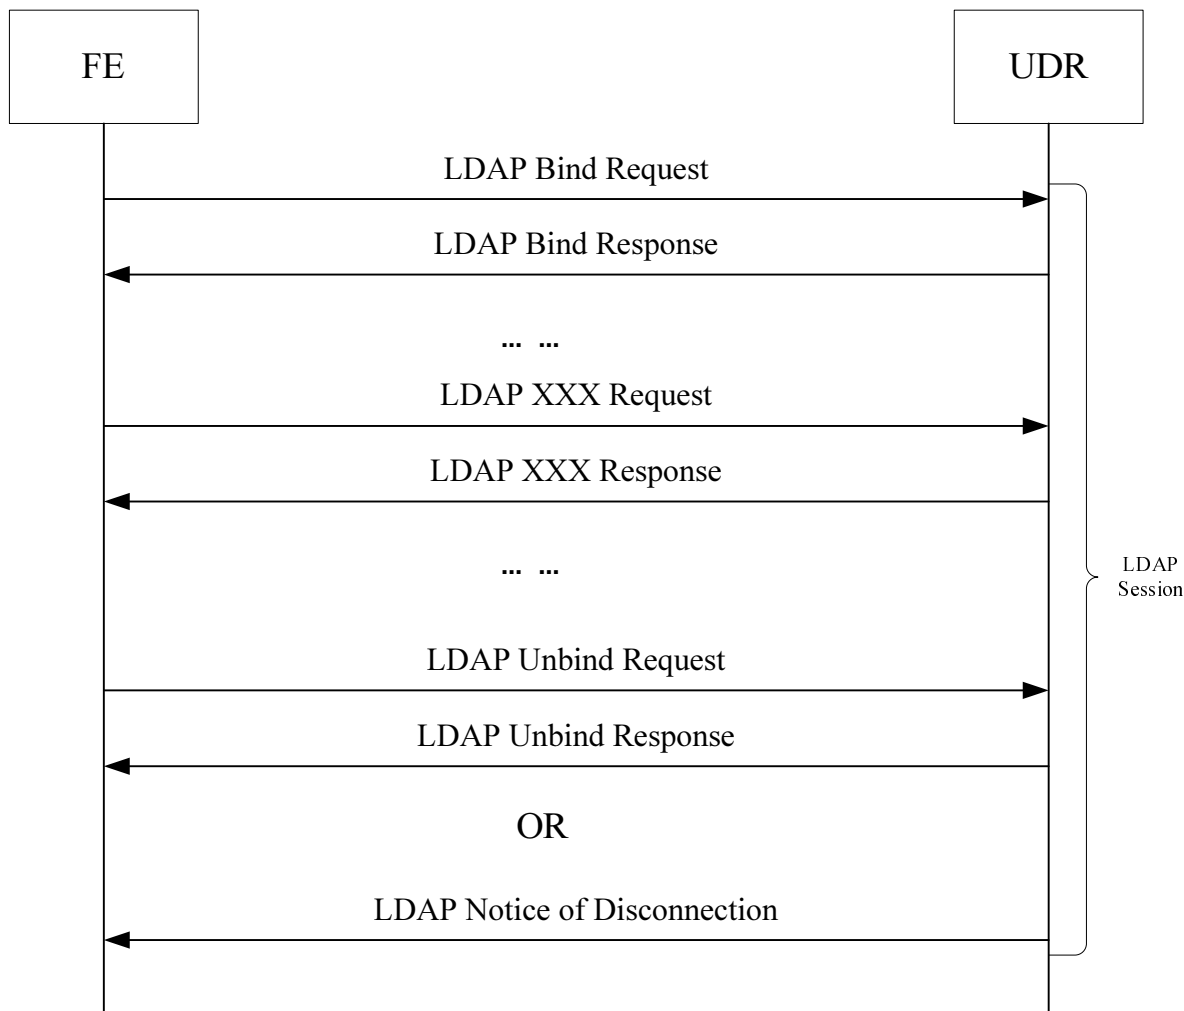 FE
UDR
LDAP Bind Request
LDAP Bind Response
... ...
LDAP XXX Request
LDAP XXX Response
... ...
LDAP
Session
LDAP Unbind Request
LDAP Unbind Response
OR
LDAP Notice of Disconnection